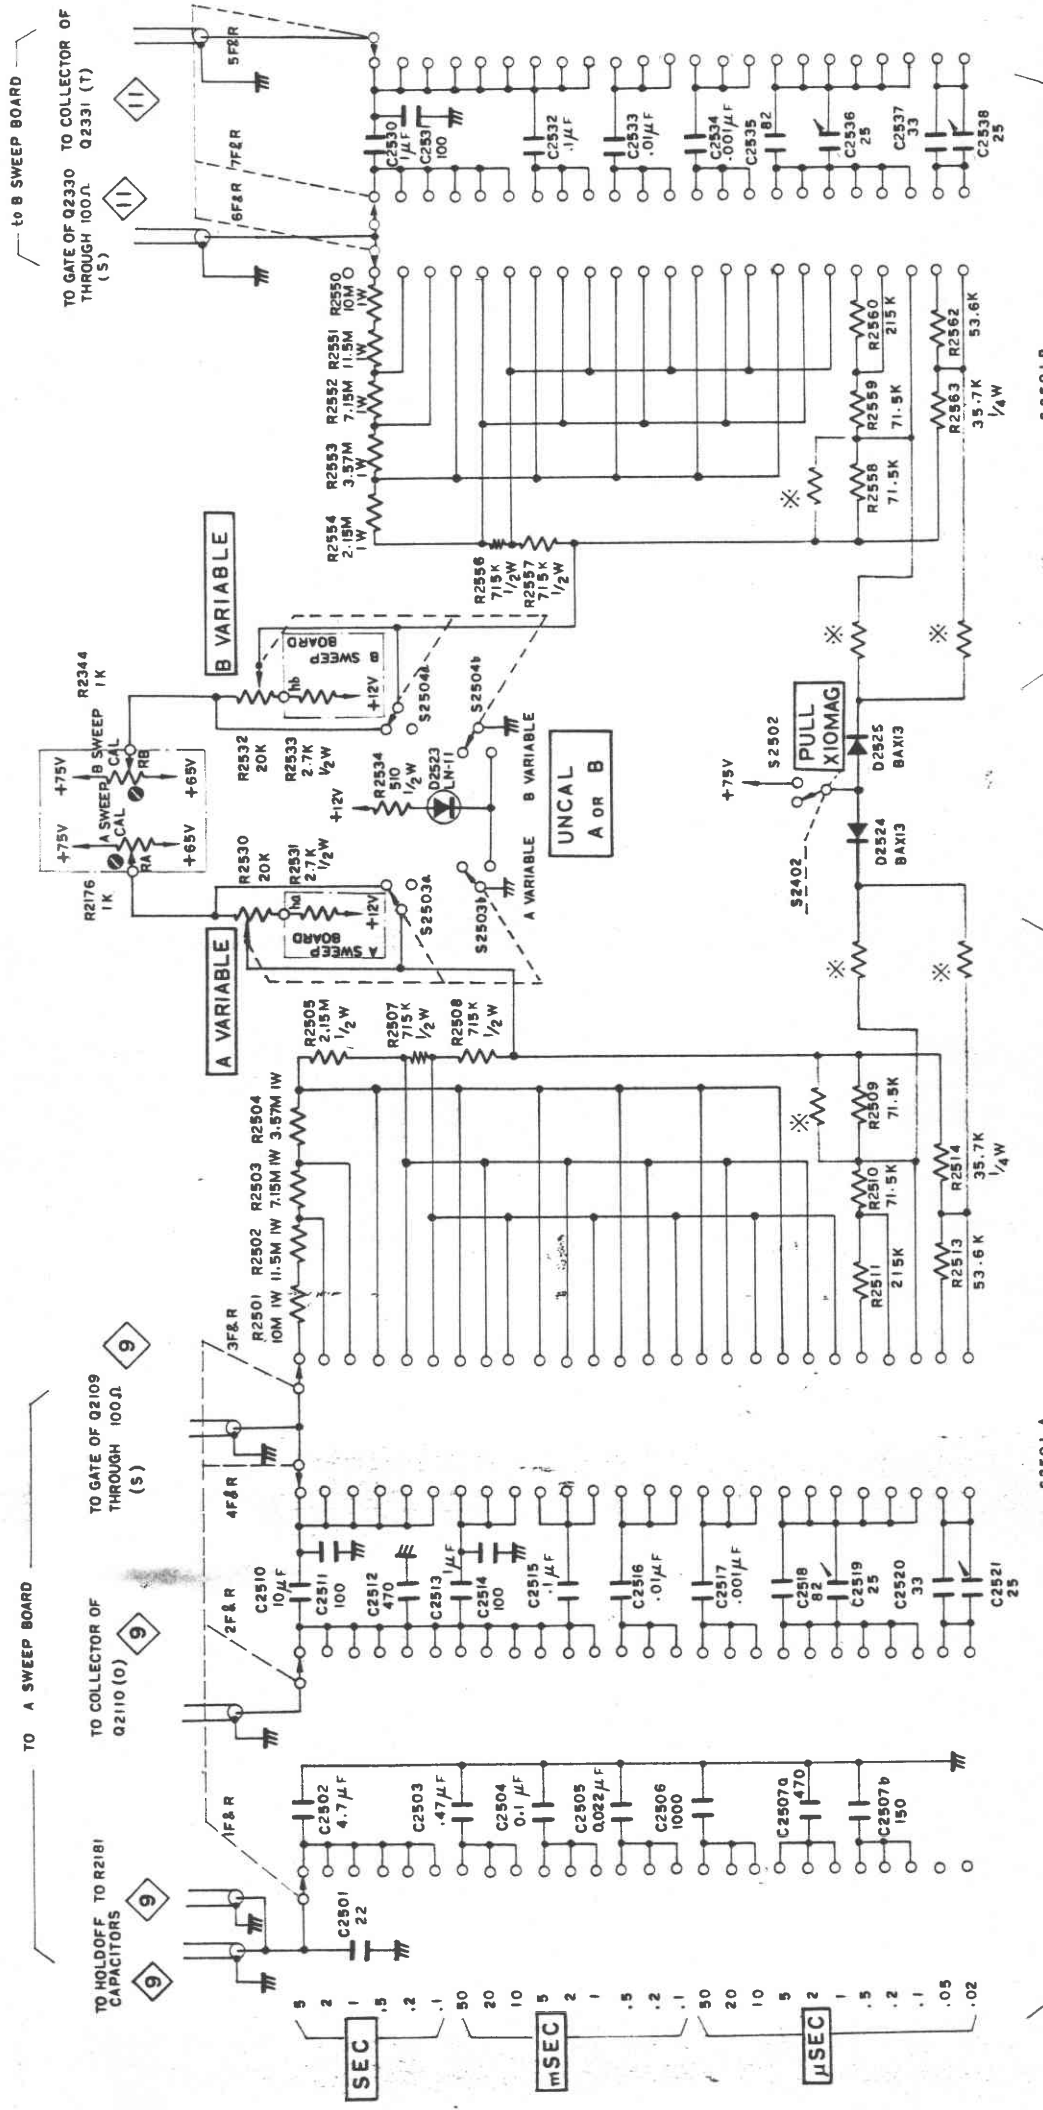 TO A SWEEP BOARD
to B SWEEP BOARD
TO HOLDOFF
CAPACITORS
9
TO R2181
9
TO COLLECTOR OF
Q2110 (O)
9
TO GATE OF Q2109
THROUGH 100Ω
(S)
9
TO GATE OF Q2330
THROUGH 100Ω
(S)
11
TO COLLECTOR OF
Q2331 (T)
11
1F&R
2F&R
4F&R
3F&R
6F&R
7F&R
5F&R
SEC
5
2
1
.5
.2
.1
mSEC
50
20
10
5
2
1
.5
.2
.1
µSEC
50
20
10
5
2
1
.5
.2
.1
.05
.02
C2501
22
C2502
4.7µF
C2503
.47µF
C2504
0.1µF
C2505
0.022µF
C2506
1000
C2507a
470
C2507b
150
C2510
10µF
C2511
100
C2512
470
C2513
1µF
C2514
100
C2515
.1µF
C2516
.01µF
C2517
.001µF
C2518
82
C2519
25
C2520
33
C2521
25
R2501
10M 1W
R2502
11.5M 1W
R2503
7.15M 1W
R2504
3.57M 1W
R2505
2.15M
1/2W
R2507
715K
1/2W
R2508
715K
1/2W
※
R2511
215K
R2510
71.5K
R2509
71.5K
R2513
53.6K
R2514
35.7K
1/4W
A VARIABLE
R2176
1K
+75V
A SWEEP
CAL
RA
+65V
+75V
B SWEEP
CAL
RB
+65V
R2344
1K
B VARIABLE
R2530
20K
R2531
2.7K
1/2W
ha
+12V
A SWEEP
BOARD
S2503a
S2503b
R2532
20K
R2533
2.7K
1/2W
hb
+12V
B SWEEP
BOARD
S2504a
S2504b
+12V
R2534
510
1/2W
D2523
LN-11
A VARIABLE
B VARIABLE
UNCAL
A OR B
S2402
+75V
S2502
PULL
X10MAG
D2524
BAX13
D2525
BAX13
※
※
※
※
R2554
2.15M
1W
R2553
3.57M
1W
R2552
7.15M
1W
R2551
11.5M
1W
R2550
10M
1W
R2556
715K
1/2W
R2557
715K
1/2W
※
R2558
71.5K
R2559
71.5K
R2560
215K
R2563
35.7K
1/4W
R2562
53.6K
C2530
1µF
C2531
100
C2532
.1µF
C2533
.01µF
C2534
.001µF
C2535
82
C2536
25
C2537
33
C2538
25